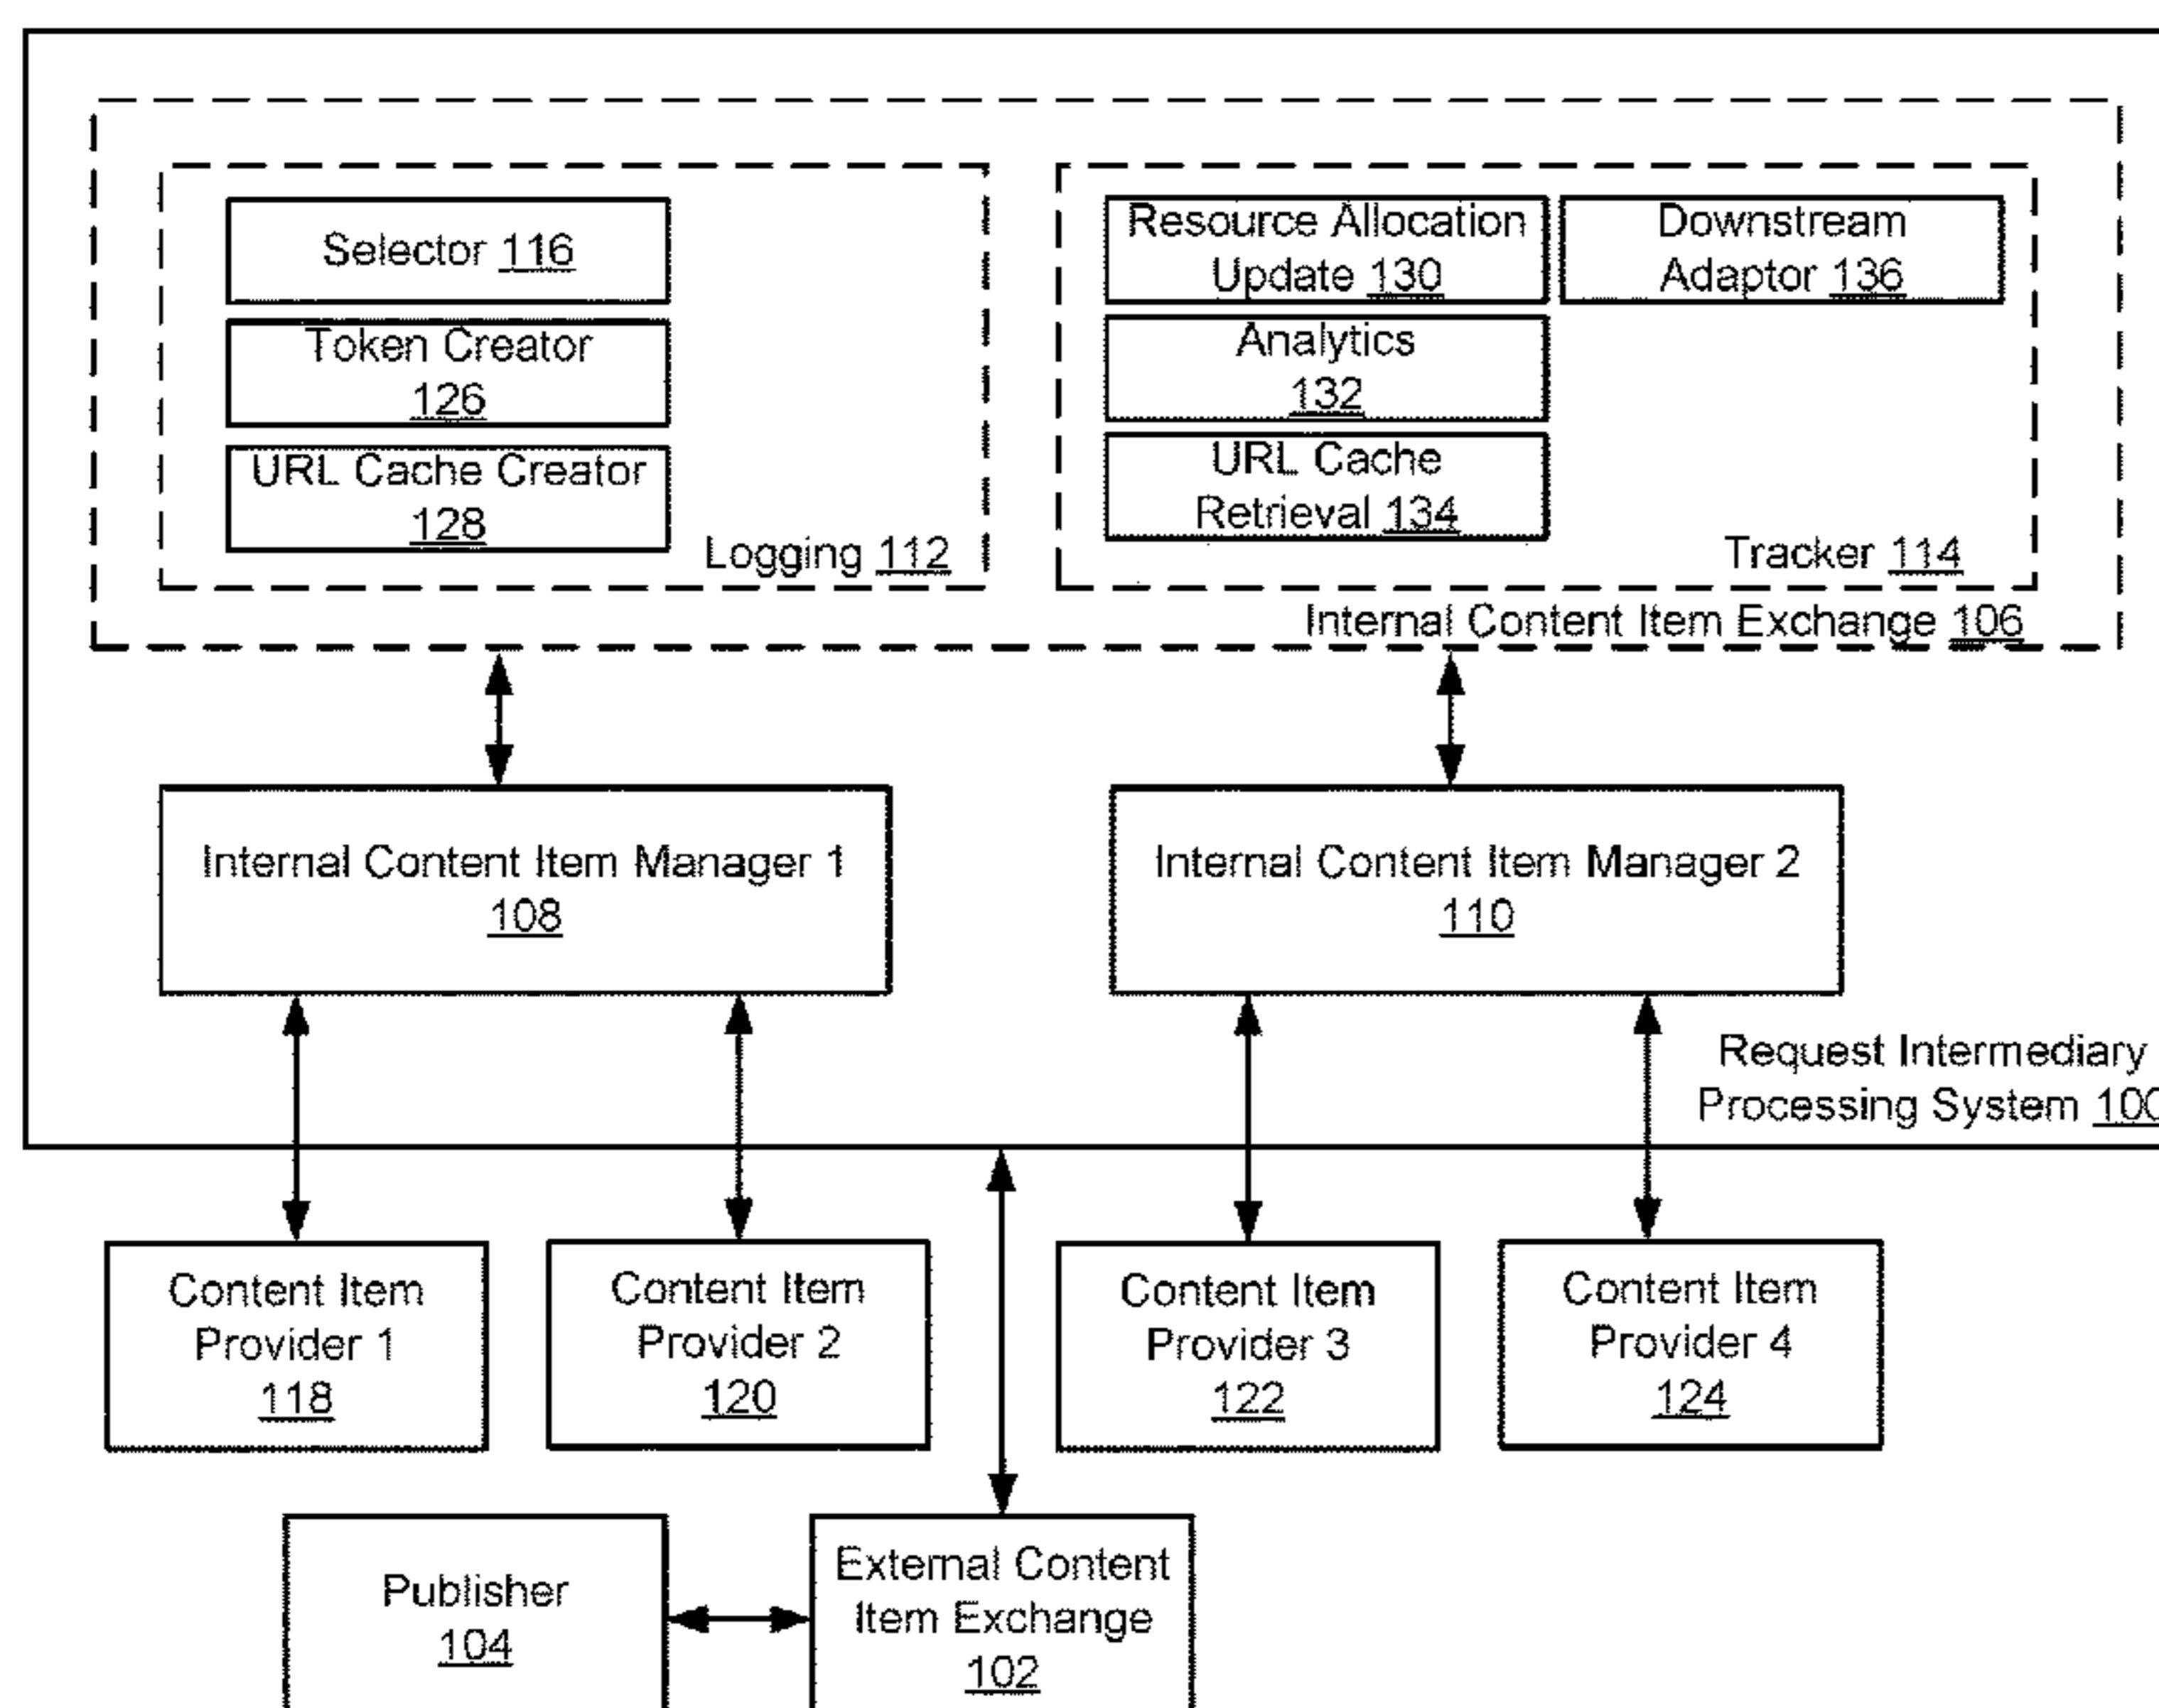 Selector 116
Token Creator
126
URL Cache Creator
128
Logging 112
Resource Allocation
Update 130
Downstream
Adaptor 136
Analytics
132
URL Cache
Retrieval 134
Tracker 114
Internal Content Item Exchange 106
Internal Content Item Manager 1
108
Internal Content Item Manager 2
110
Request Intermediary
Processing System 100
Content Item
Provider 1
118
Content Item
Provider 2
120
Content Item
Provider 3
122
Content Item
Provider 4
124
Publisher
104
External Content
Item Exchange
102